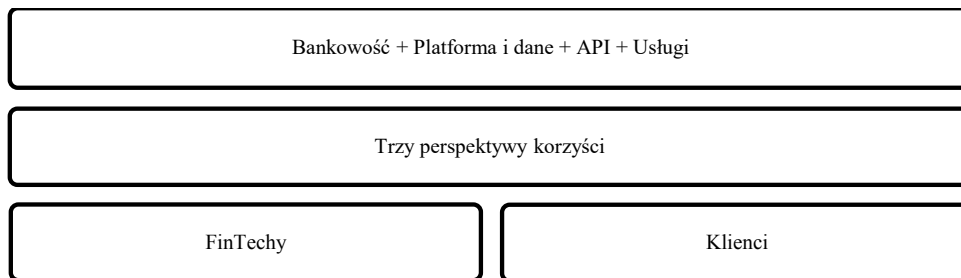 Bankowość + Platforma i dane + API + Usługi
Trzy perspektywy korzyści
FinTechy
Klienci